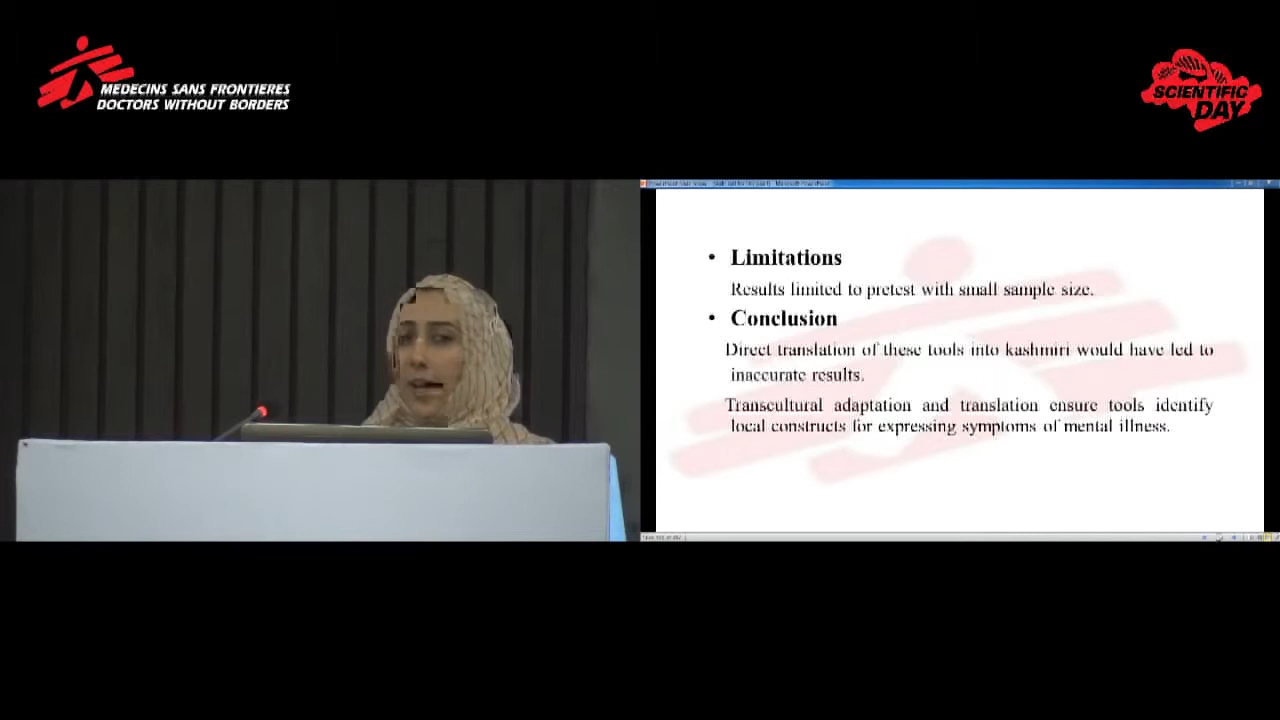 MEDECINS SANS FRONTIERES
DOCTORS WITHOUT BORDERS
SCIENTIFIC
DAY
• Limitations
Results limited to pretest with small sample size.
• Conclusion
Direct translation of these tools into kashmiri would have led to
inaccurate results.
Transcultural adaptation and translation ensure tools identify
local constructs for expressing symptoms of mental illness.